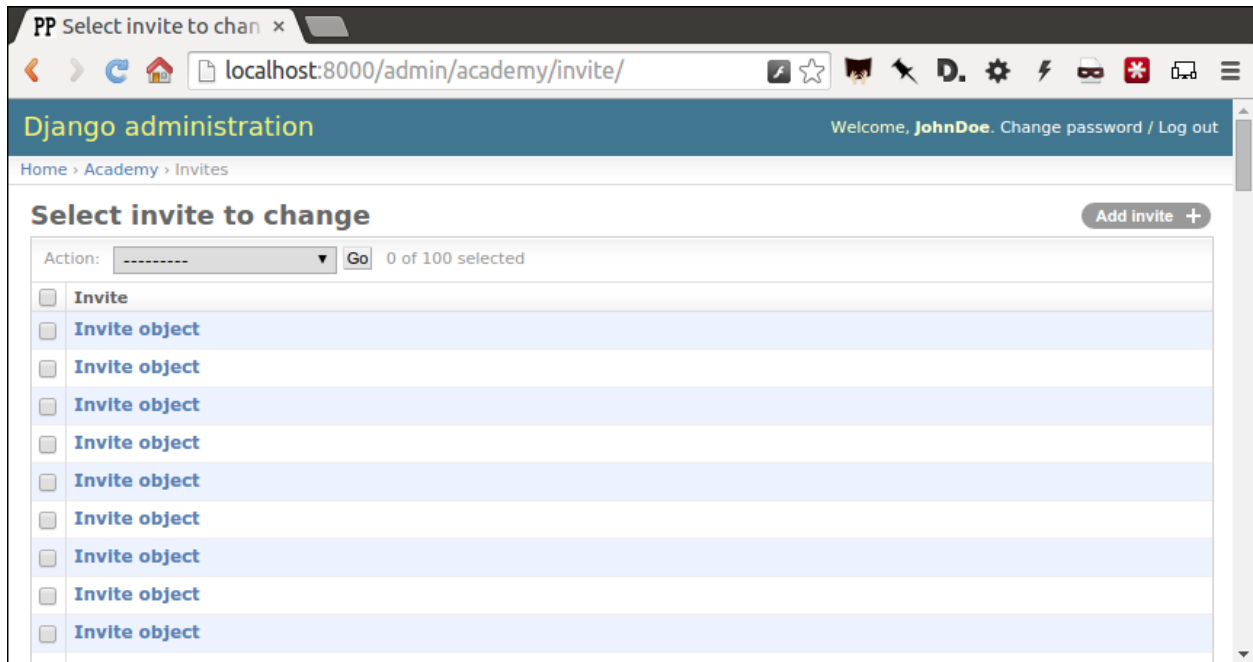 PP Select invite to chan ×
localhost:8000/admin/academy/invite/ D.
Django administration Welcome, JohnDoe. Change password / Log out
Home › Academy › Invites
Select invite to change Add invite +
Action: --------- Go 0 of 100 selected
Invite
Invite object
Invite object
Invite object
Invite object
Invite object
Invite object
Invite object
Invite object
Invite object